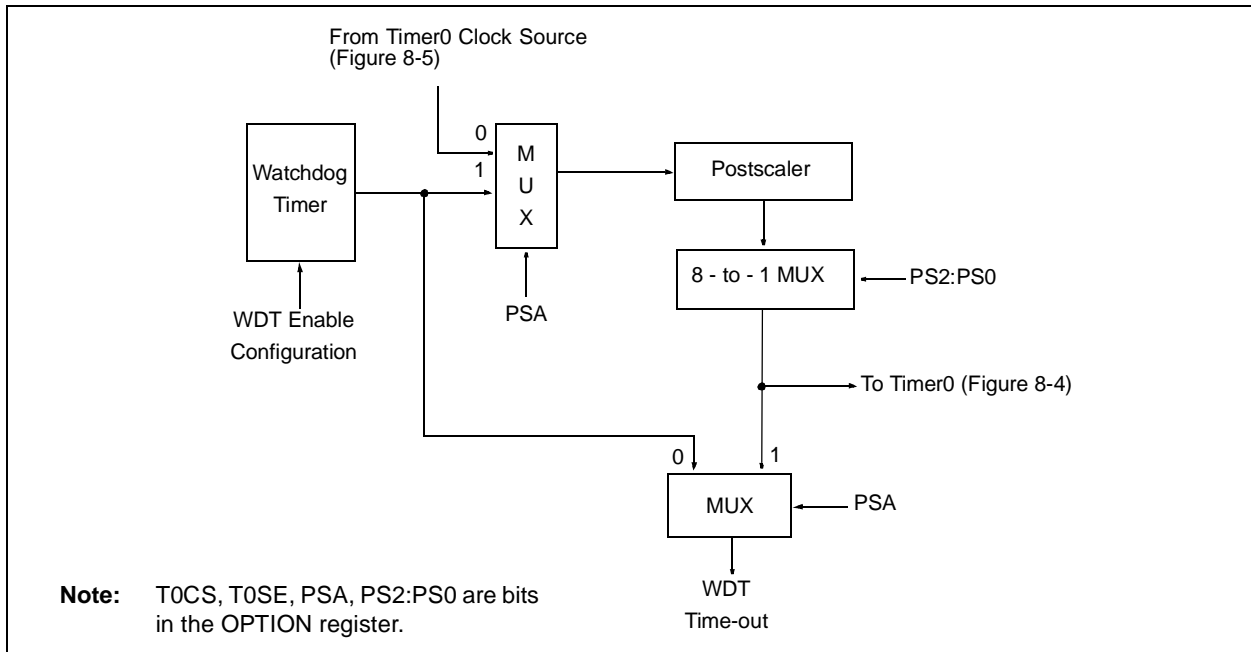 From Timer0 Clock Source
(Figure 8-5)
0
1
M
U
X
Watchdog
Timer
Postscaler
8 - to - 1 MUX
PS2:PS0
PSA
WDT Enable
Configuration
To Timer0 (Figure 8-4)
0
1
MUX
PSA
WDT
Time-out
Note: T0CS, T0SE, PSA, PS2:PS0 are bits
in the OPTION register.